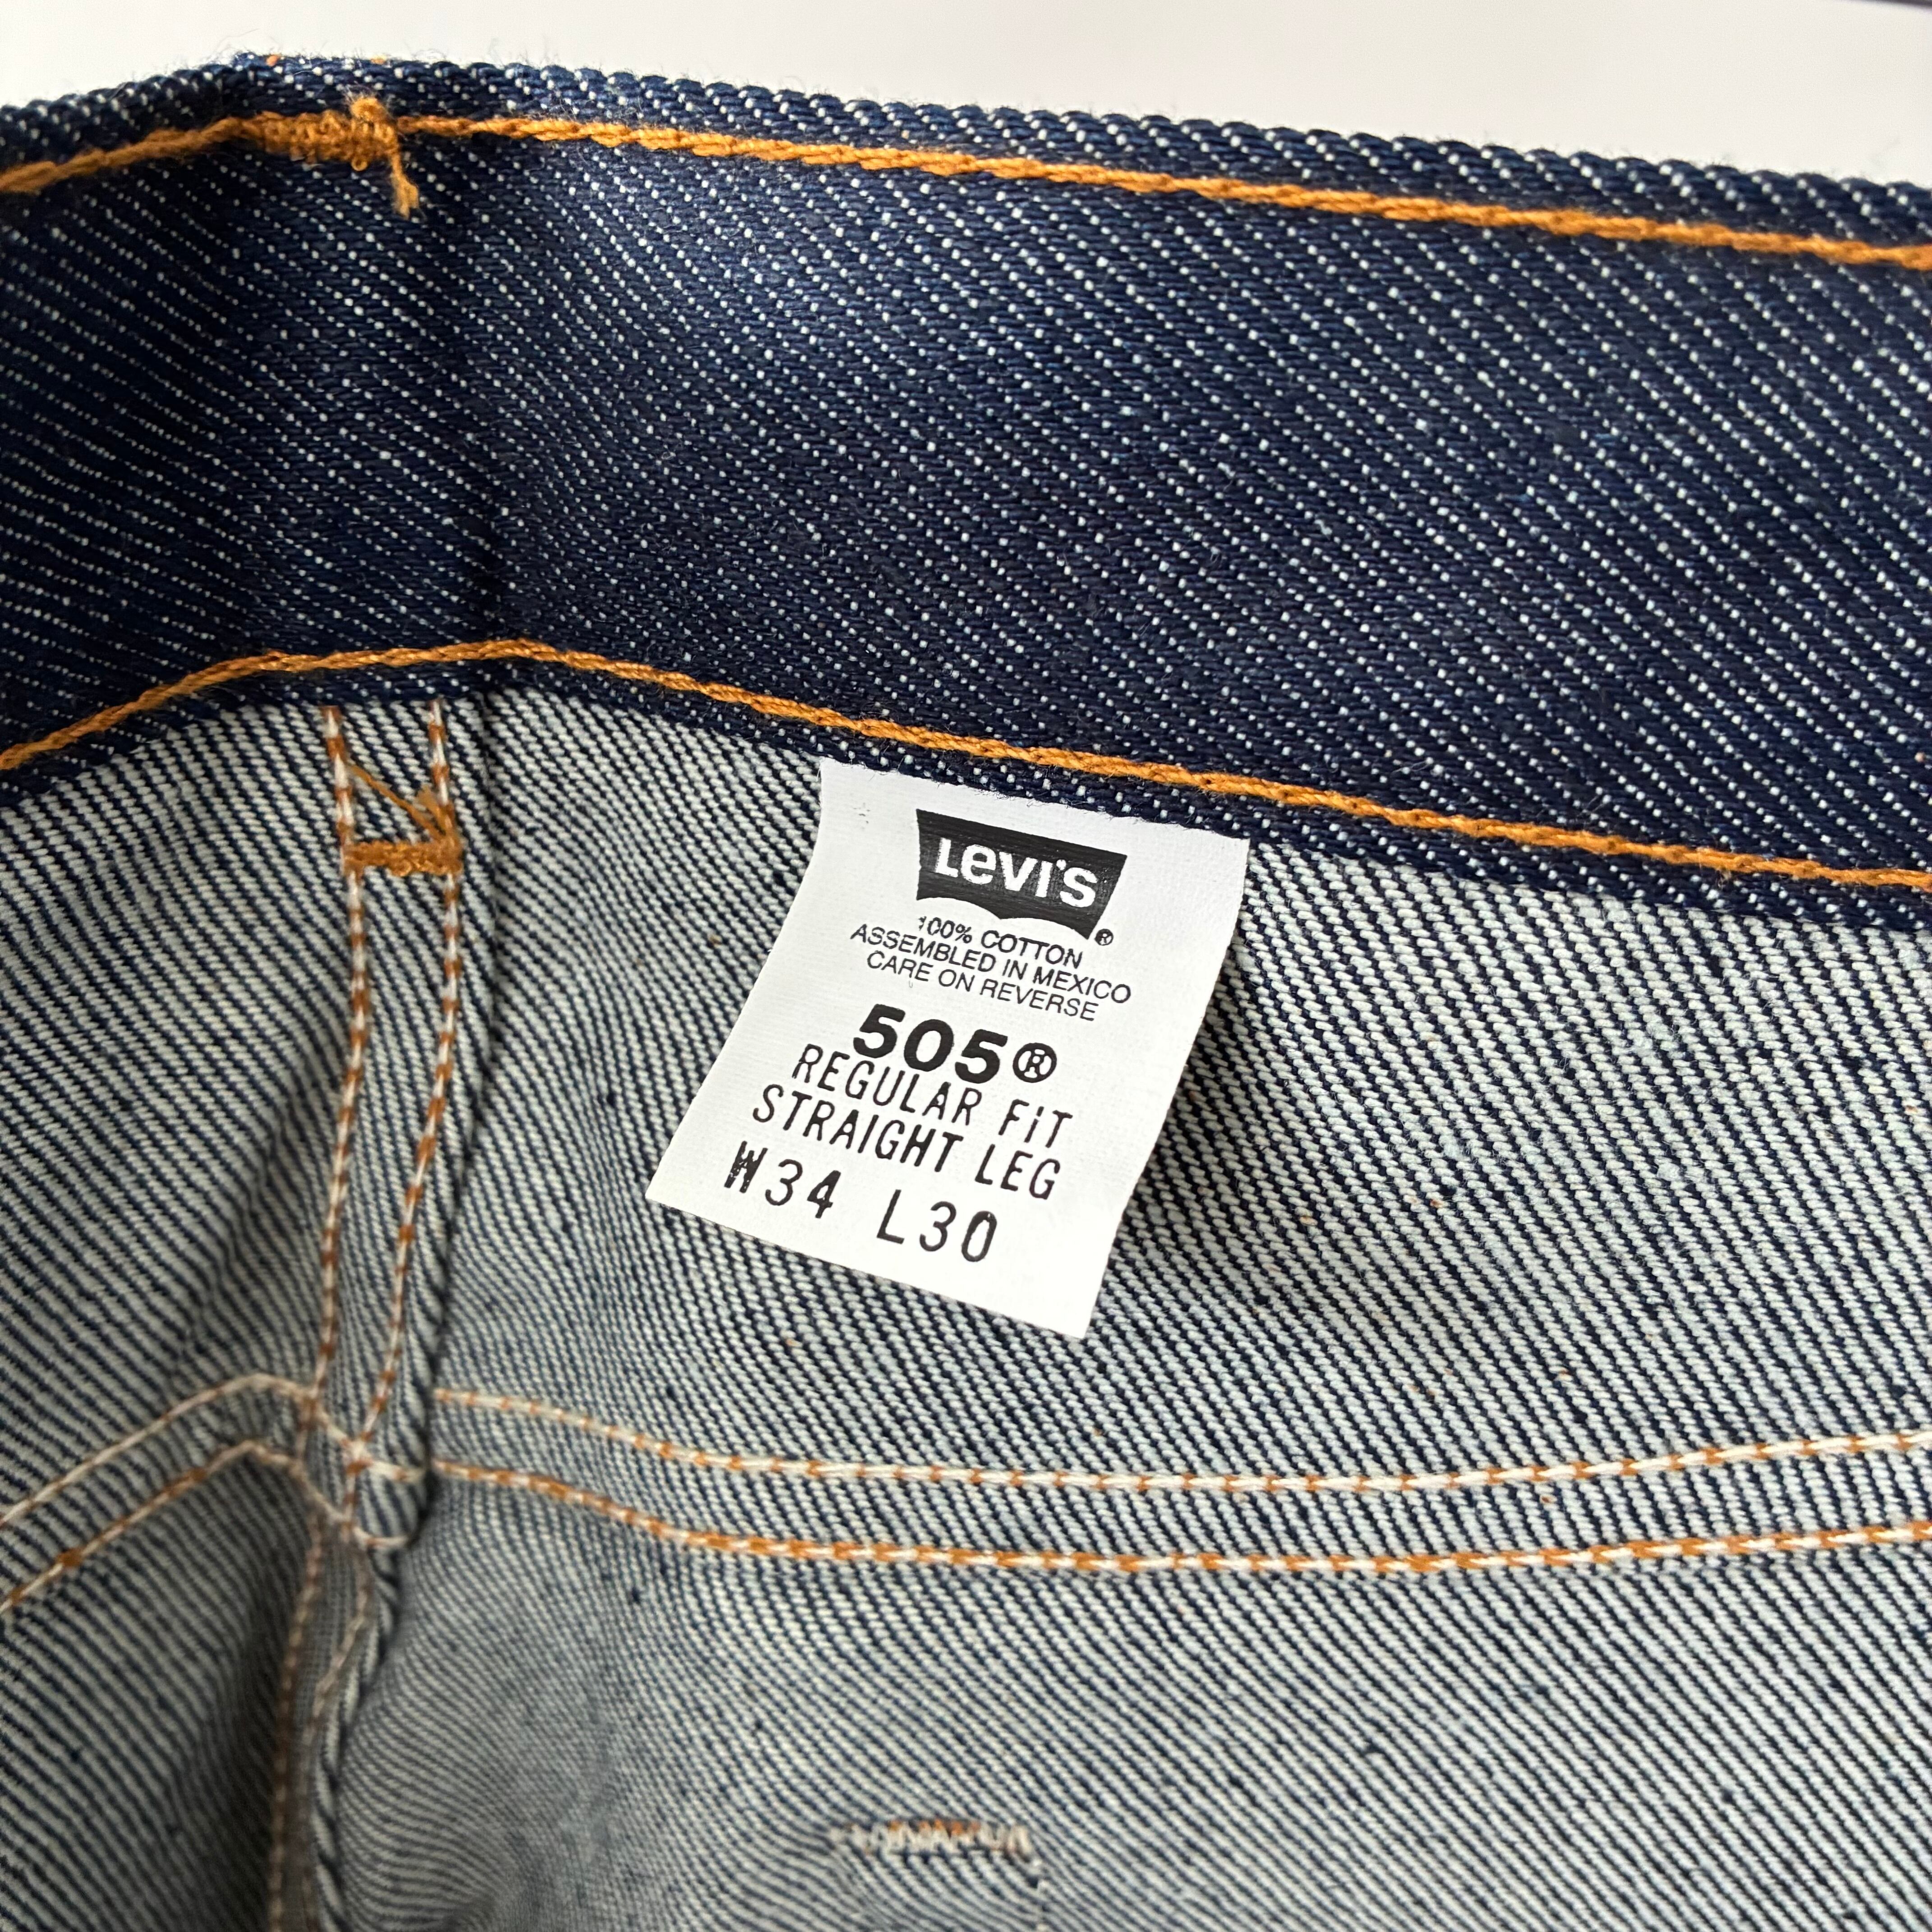 Levi's®
100% COTTON
ASSEMBLED IN MEXICO
CARE ON REVERSE
505®
REGULAR FiT
STRAIGHT LEG
W34 L30